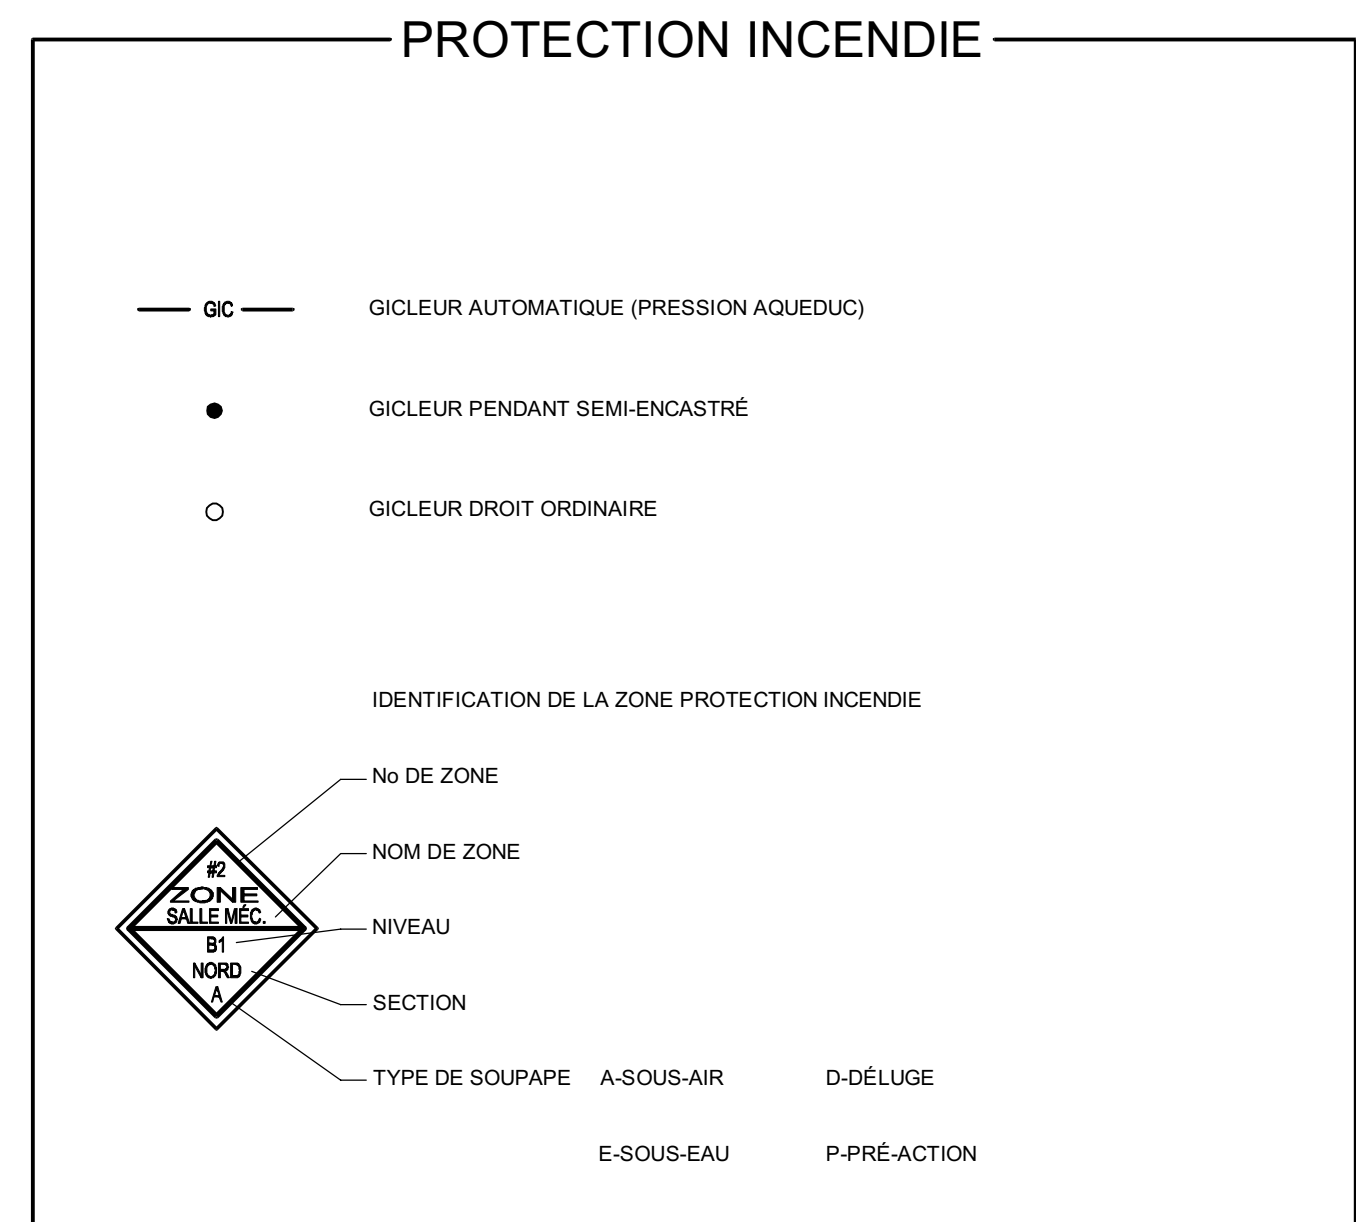 PROTECTION INCENDIE
GIC GICLEUR AUTOMATIQUE (PRESSION AQUEDUC)
GICLEUR PENDANT SEMI-ENCASTRÉ
GICLEUR DROIT ORDINAIRE
IDENTIFICATION DE LA ZONE PROTECTION INCENDIE
No DE ZONE
NOM DE ZONE
NIVEAU
SECTION
TYPE DE SOUPAPE A-SOUS-AIR D-DÉLUGE
E-SOUS-EAU P-PRÉ-ACTION
#2
ZONE
SALLE MÉC.
B1
NORD
A